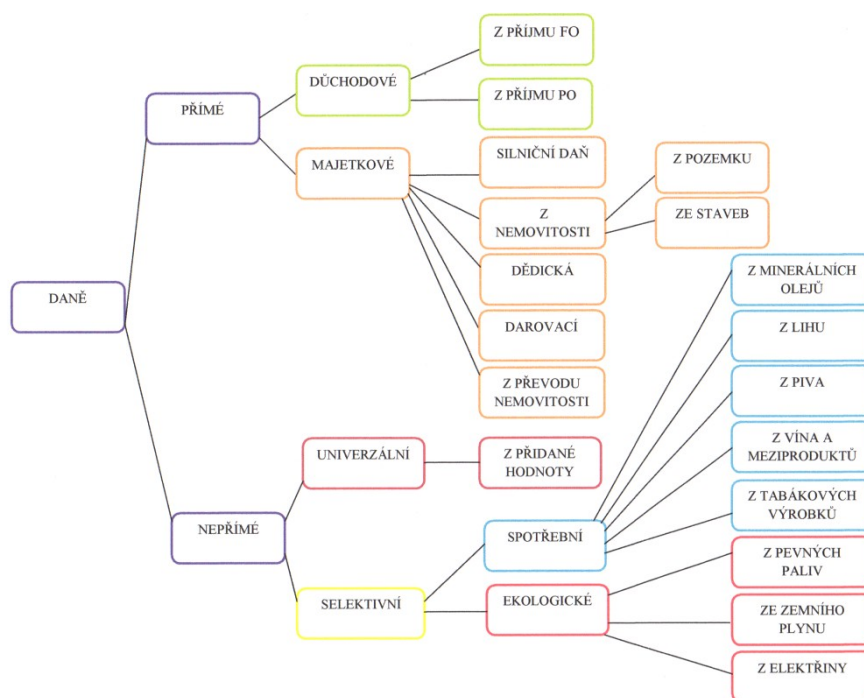 Z PŘÍJMU FO
DŮCHODOVÉ
Z PŘÍJMU PO
PŘÍMÉ
MAJETKOVÉ
SILNIČNÍ DAŇ
Z POZEMKU
Z
NEMOVITOSTI
ZE STAVEB
DĚDICKÁ
DAROVACÍ
Z PŘEVODU
NEMOVITOSTI
DANĚ
NEPŘÍMÉ
UNIVERZÁLNÍ
Z PŘIDANÉ
HODNOTY
SELEKTIVNÍ
SPOTŘEBNÍ
Z MINERÁLNÍCH
OLEJŮ
Z LIHU
Z PIVA
Z VÍNA A
MEZIPRODUKTŮ
Z TABÁKOVÝCH
VÝROBKŮ
EKOLOGICKÉ
Z PEVNÝCH
PALIV
ZE ZEMNÍHO
PLYNU
Z ELEKTŘINY